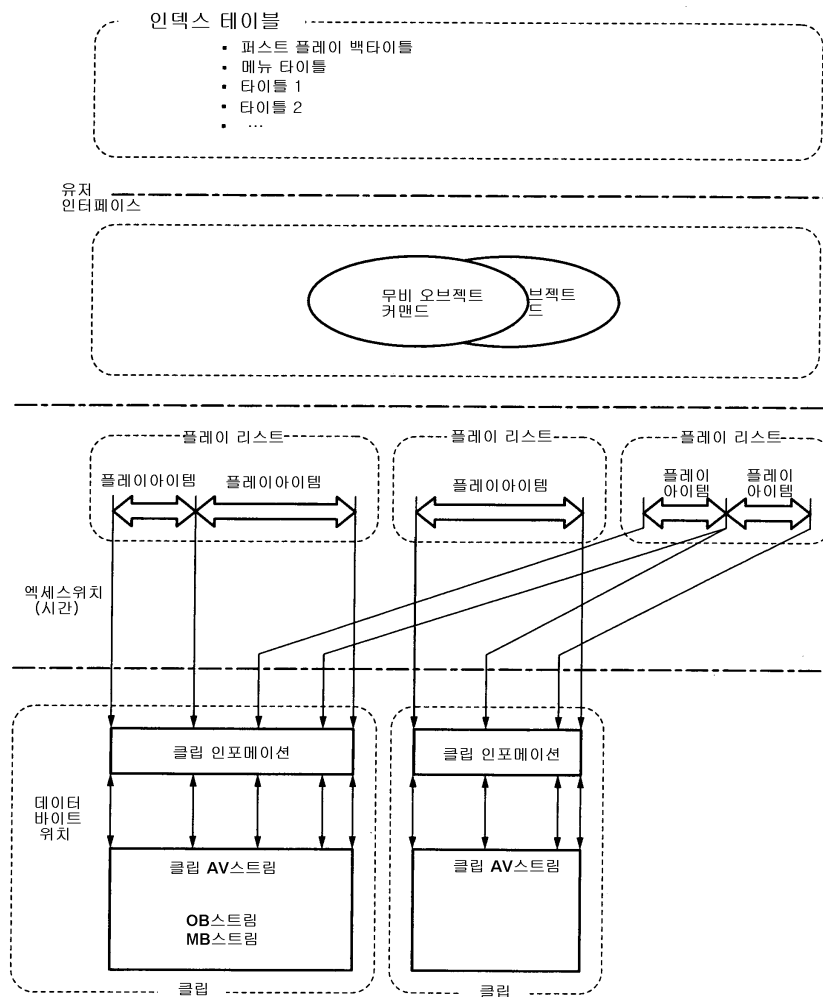 인덱스 테이블
▪ 퍼스트 플레이 백타이틀
▪ 메뉴 타이틀
▪ 타이틀 1
▪ 타이틀 2
▪ …
유저
인터페이스
무비 오브젝트
커맨드
브젝트
드
플레이 리스트
플레이 리스트
플레이 리스트
플레이아이템
플레이아이템
플레이아이템
플레이
아이템
플레이
아이템
엑세스위치
(시간)
클립 인포메이션
클립 인포메이션
데이터
바이트
위치
클립 AV스트림
OB스트림
MB스트림
클립 AV스트림
클립
클립